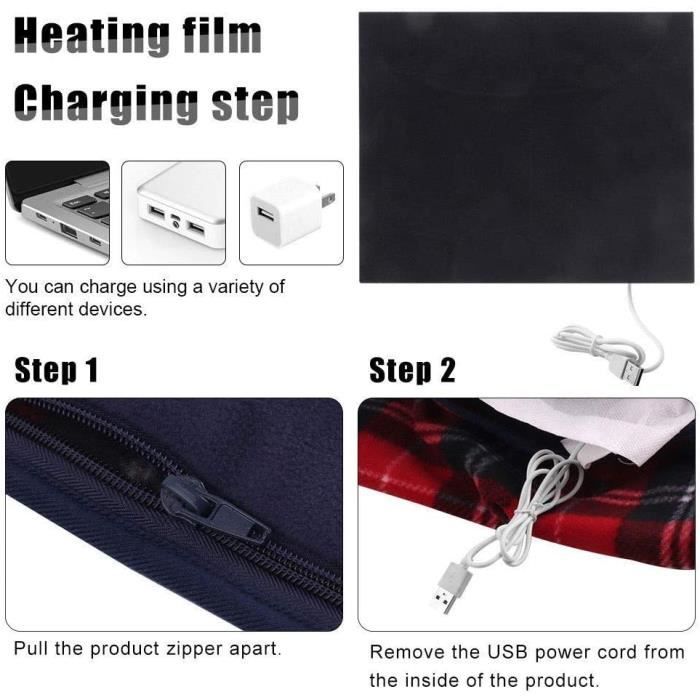 Heating film
Charging step
You can charge using a variety of
different devices.
Step 1
Step 2
Pull the product zipper apart.
Remove the USB power cord from
the inside of the product.